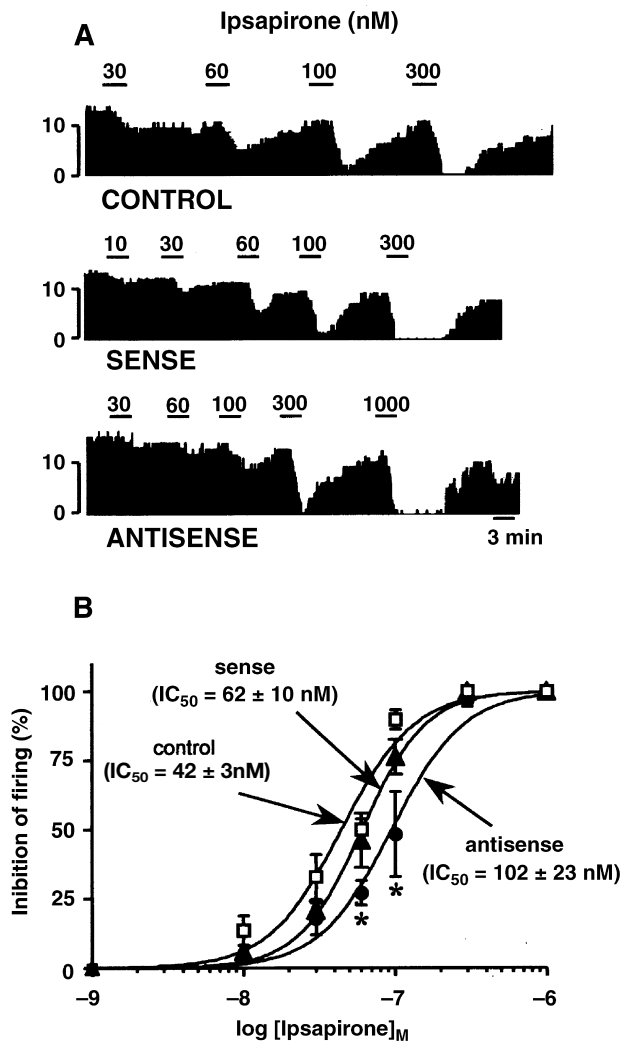 A
Ipsapirone (nM)
30 60 100 300
10
0
CONTROL
10 30 60 100 300
10
0
SENSE
30 60 100 300 1000
10
0
ANTISENSE
3 min
B
Inibition of firing (%)
100
75
50
25
0
sense
(IC50 = 62 ± 10 nM)
control
(IC50 = 42 ± 3nM)
antisense
(IC50 = 102 ± 23 nM)
*
*
–9 –8 –7 –6
log [Ipsapirone]M